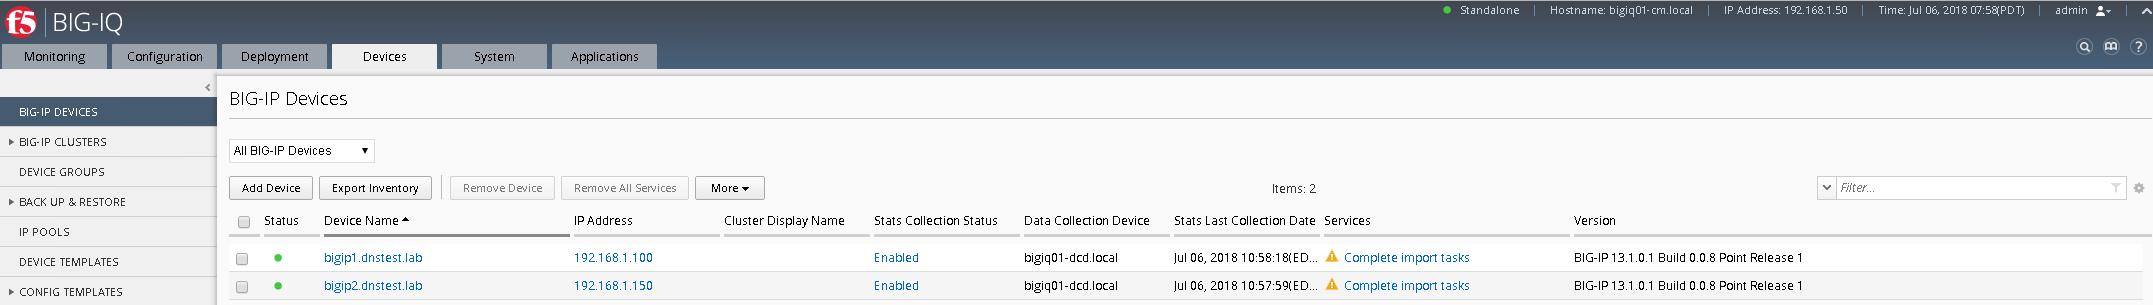 f5 BIG-IQ
Standalone Hostname: bigiq01-cm.local IP Address: 192.168.1.50 Time: Jul 06, 2018 07:58(PDT) admin
Monitoring Configuration Deployment Devices System Applications
BIG-IP DEVICES
BIG-IP CLUSTERS
DEVICE GROUPS
BACK UP & RESTORE
IP POOLS
DEVICE TEMPLATES
CONFIG TEMPLATES
BIG-IP Devices
All BIG-IP Devices
Add Device Export Inventory Remove Device Remove All Services More Items: 2 Filter...
Status Device Name IP Address Cluster Display Name Stats Collection Status Data Collection Device Stats Last Collection Date Services Version
bigip1.dnstest.lab 192.168.1.100 Enabled bigiq01-dcd.local Jul 06, 2018 10:58:18(ED... Complete import tasks BIG-IP 13.1.0.1 Build 0.0.8 Point Release 1
bigip2.dnstest.lab 192.168.1.150 Enabled bigiq01-dcd.local Jul 06, 2018 10:57:59(ED... Complete import tasks BIG-IP 13.1.0.1 Build 0.0.8 Point Release 1